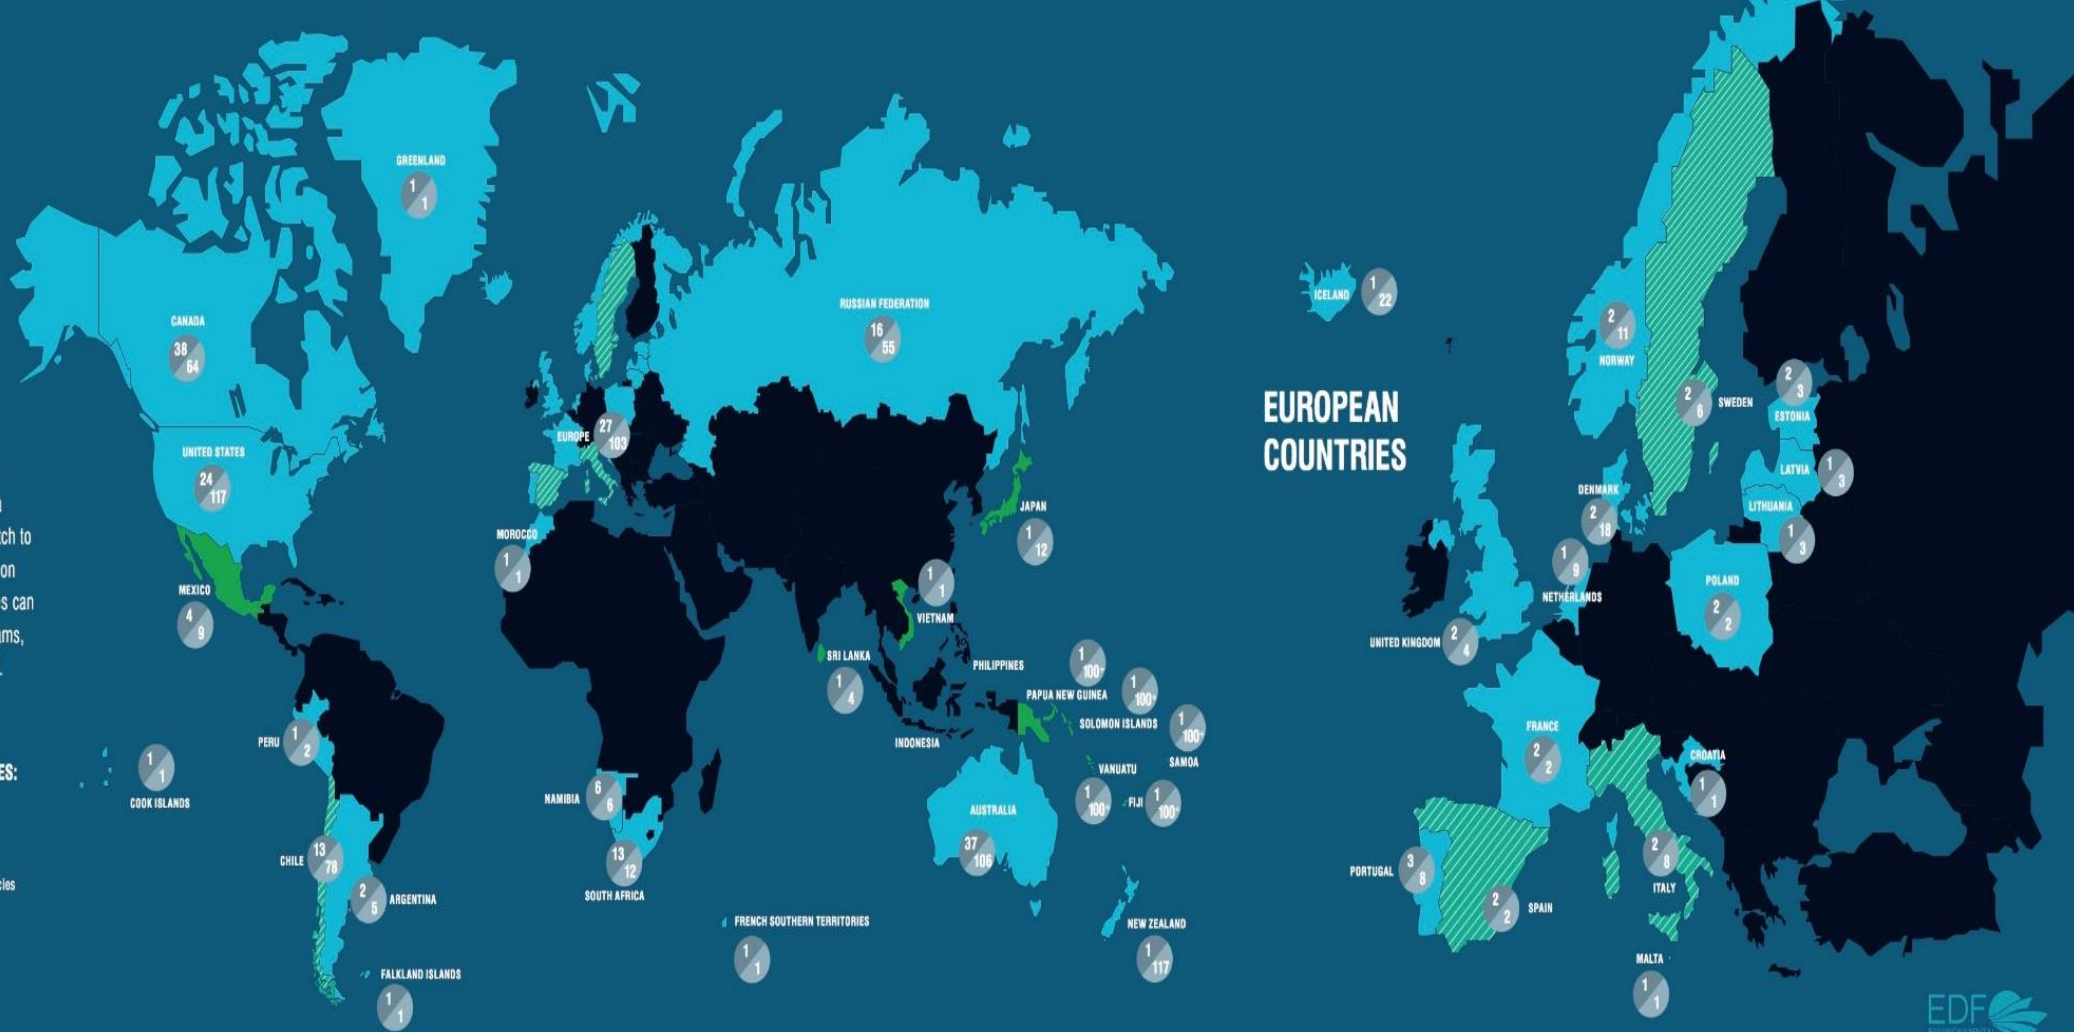 GREENLAND
1
1
CANADA
38
64
UNITED STATES
24
117
MEXICO
4
9
RUSSIAN FEDERATION
16
55
EUROPE
27
103
MOROCCO
1
1
JAPAN
1
12
VIETNAM
1
1
SRI LANKA
1
4
PHILIPPINES
1
100+
PAPUA NEW GUINEA
1
100+
SOLOMON ISLANDS
1
100+
SAMOA
INDONESIA
VANUATU
1
100+
FIJI
1
100+
PERU
1
2
COOK ISLANDS
1
1
NAMIBIA
6
6
AUSTRALIA
37
106
CHILE
13
78
ARGENTINA
2
5
SOUTH AFRICA
13
12
FRENCH SOUTHERN TERRITORIES
1
1
NEW ZEALAND
1
117
FALKLAND ISLANDS
1
1
tch to
on
s can
ams,
ES:
cies
EUROPEAN
COUNTRIES
ICELAND
1
22
NORWAY
2
11
SWEDEN
2
6
ESTONIA
2
3
LATVIA
1
3
LITHUANIA
1
3
DENMARK
2
18
NETHERLANDS
1
9
UNITED KINGDOM
2
4
POLAND
2
2
FRANCE
2
2
CROATIA
1
1
PORTUGAL
3
8
SPAIN
2
2
ITALY
2
8
MALTA
1
1
EDF